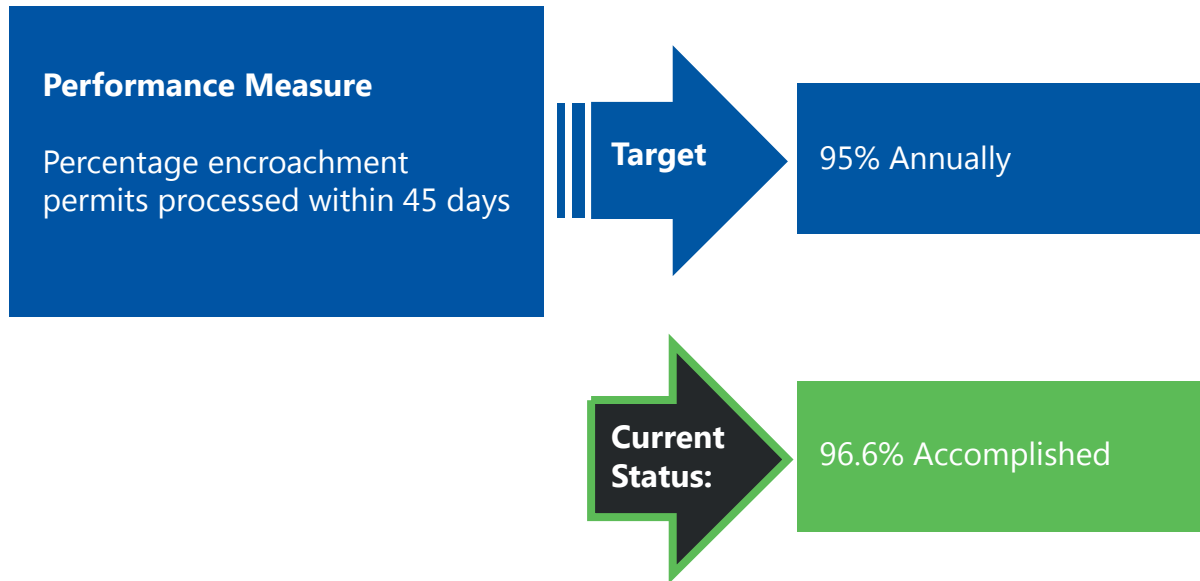 Performance Measure
Percentage encroachment
permits processed within 45 days
Target
95% Annually
Current
Status:
96.6% Accomplished